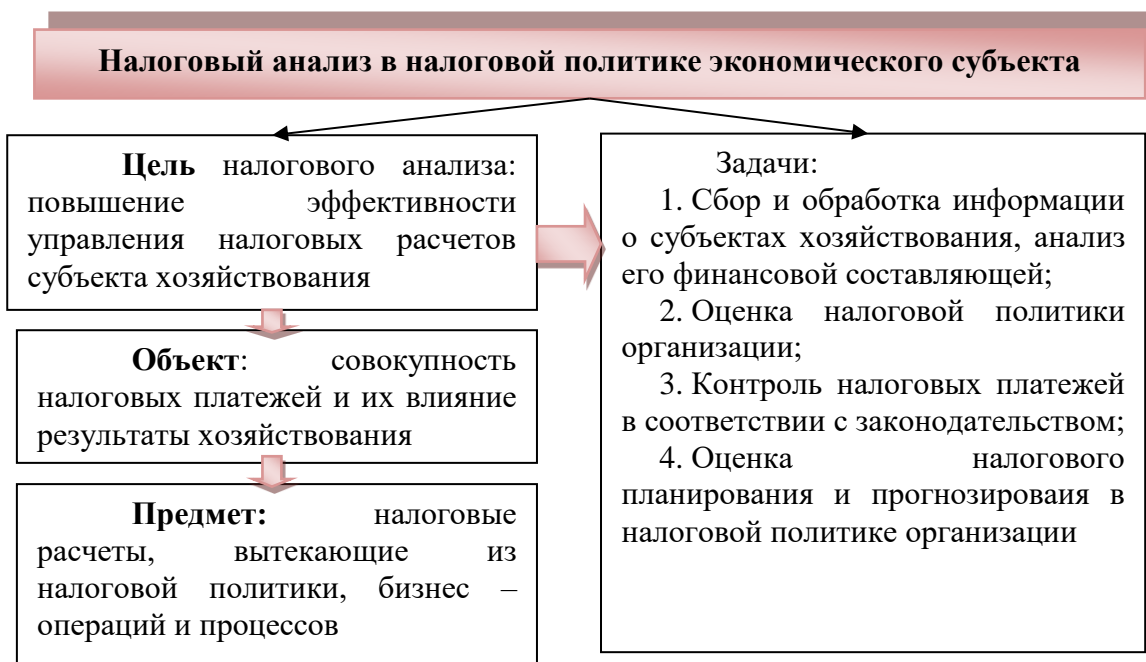 Налоговый анализ в налоговой политике экономического субъекта
Цель налогового анализа:
повышение эффективности
управления налоговых расчетов
субъекта хозяйствования
Объект: совокупность
налоговых платежей и их влияние
результаты хозяйствования
Предмет: налоговые
расчеты, вытекающие из
налоговой политики, бизнес –
операций и процессов
Задачи:
1. Сбор и обработка информации
о субъектах хозяйствования, анализ
его финансовой составляющей;
2. Оценка налоговой политики
организации;
3. Контроль налоговых платежей
в соответствии с законодательством;
4. Оценка налогового
планирования и прогнозироваия в
налоговой политике организации